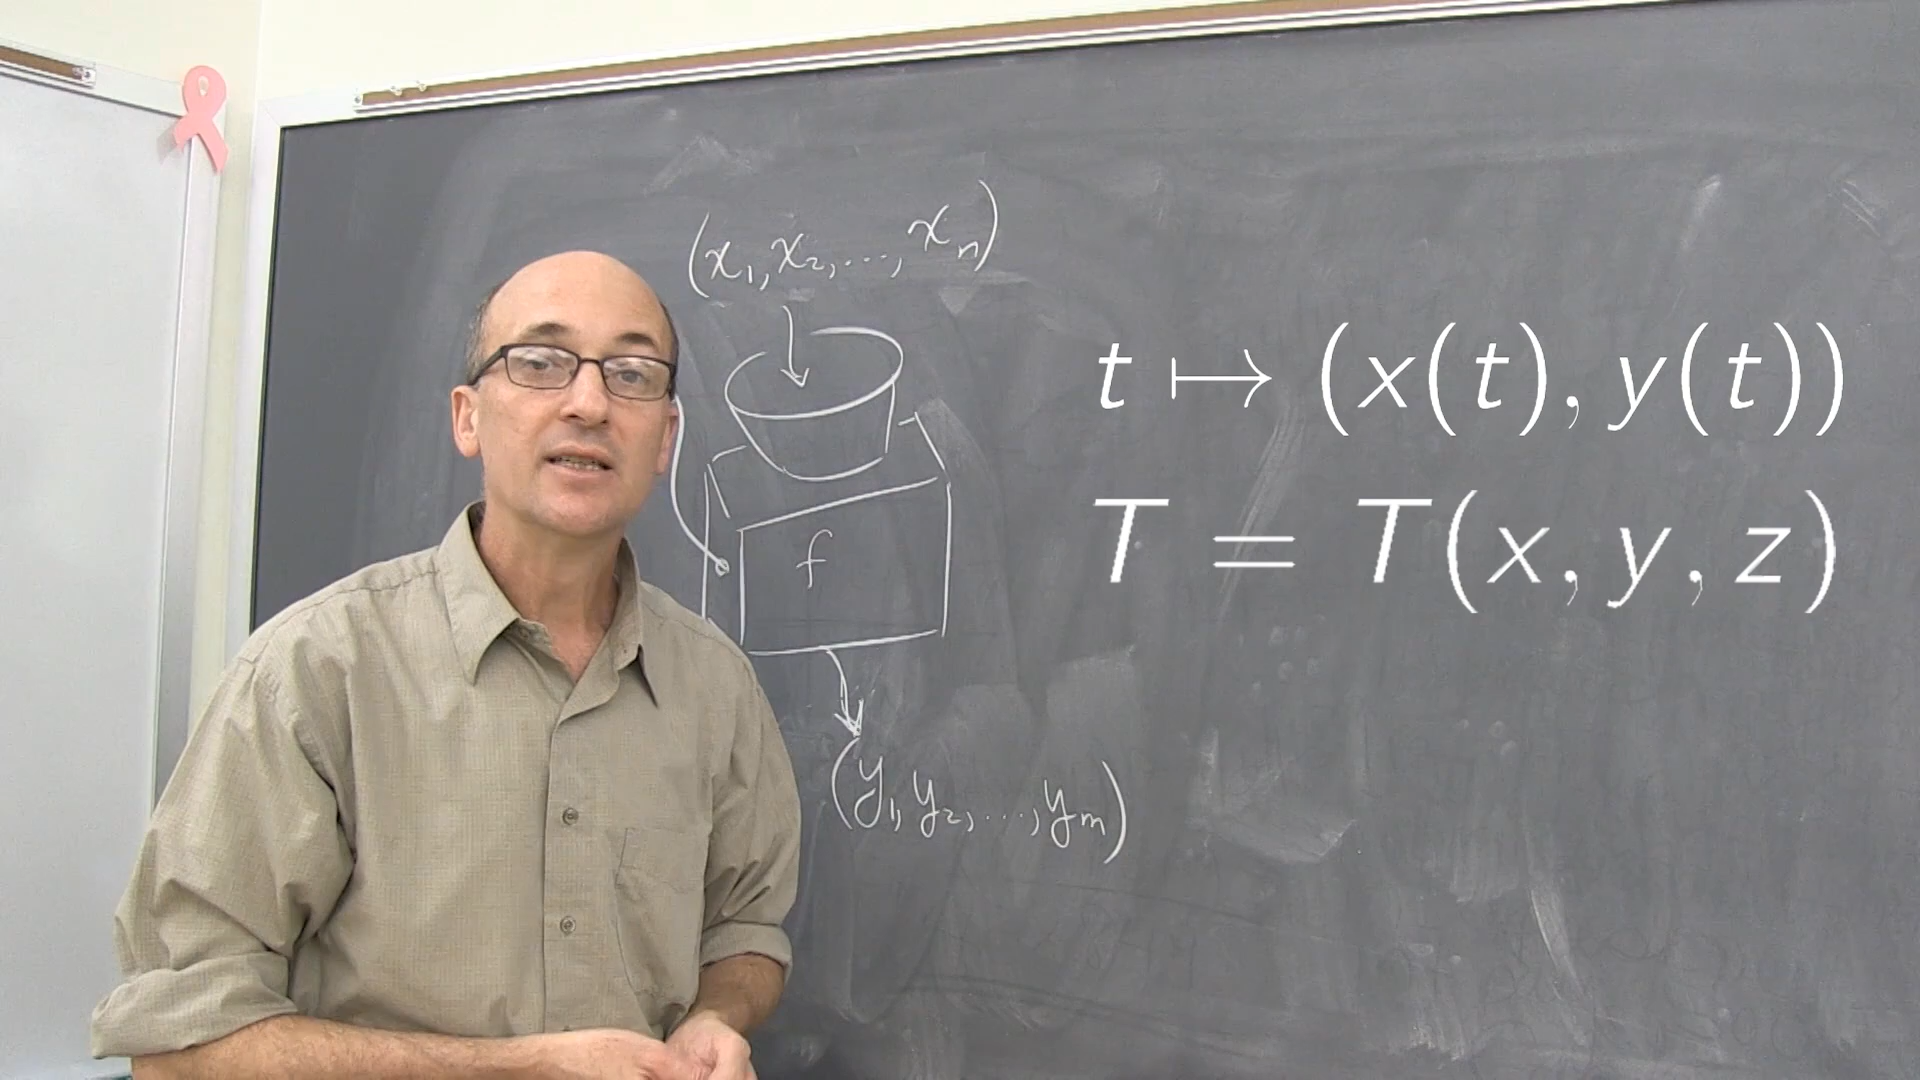 (x₁, x₂, ..., xₙ)
f
(y₁, y₂, ..., yₘ)
t ↦ (x(t), y(t))
T = T(x, y, z)